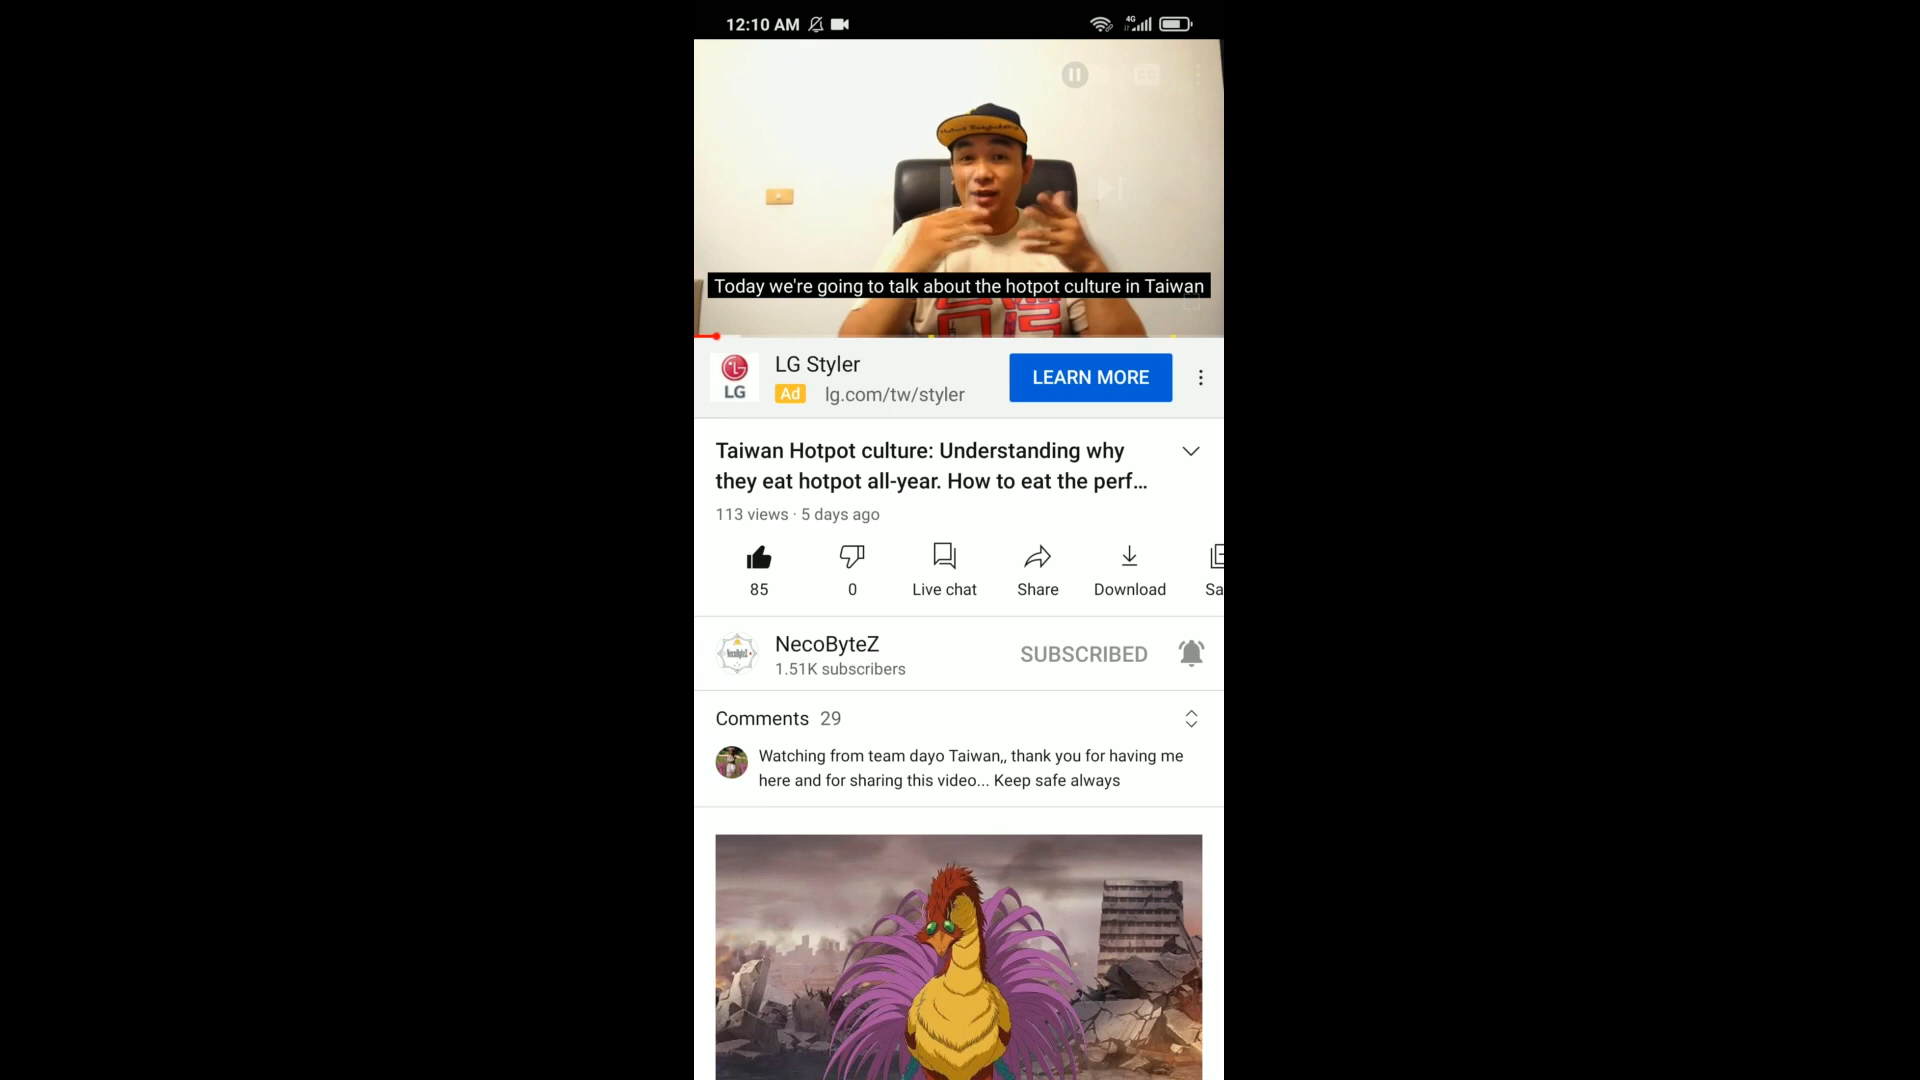 12:10 AM
4G
Today we're going to talk about the hotpot culture in Taiwan
LG
LG Styler
Ad lg.com/tw/styler
LEARN MORE
Taiwan Hotpot culture: Understanding why
they eat hotpot all-year. How to eat the perf...
113 views · 5 days ago
85
0
Live chat
Share
Download
Sa
NecoByteZ
1.51K subscribers
SUBSCRIBED
Comments 29
Watching from team dayo Taiwan,, thank you for having me
here and for sharing this video... Keep safe always